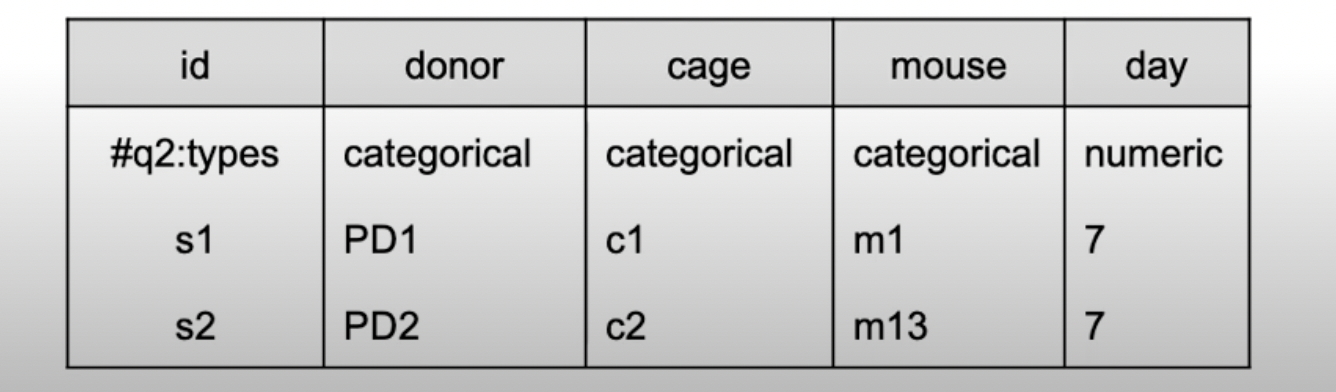 id donor cage mouse day
#q2:types categorical categorical categorical numeric
s1 PD1 c1 m1 7
s2 PD2 c2 m13 7